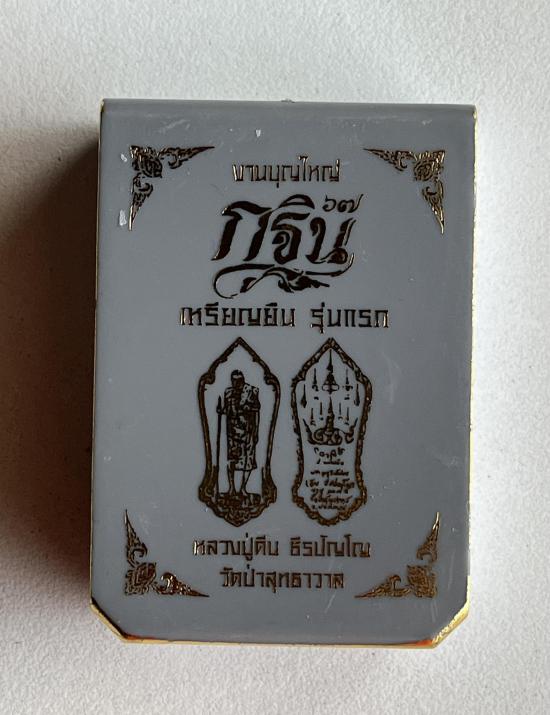 งานบุญใหญ่
กฐิน ๖๗
เหรียญยืน รุ่นแรก
หลวงปู่ตีน ธีรปัญโญ
วัดป่าสุทธาวาส